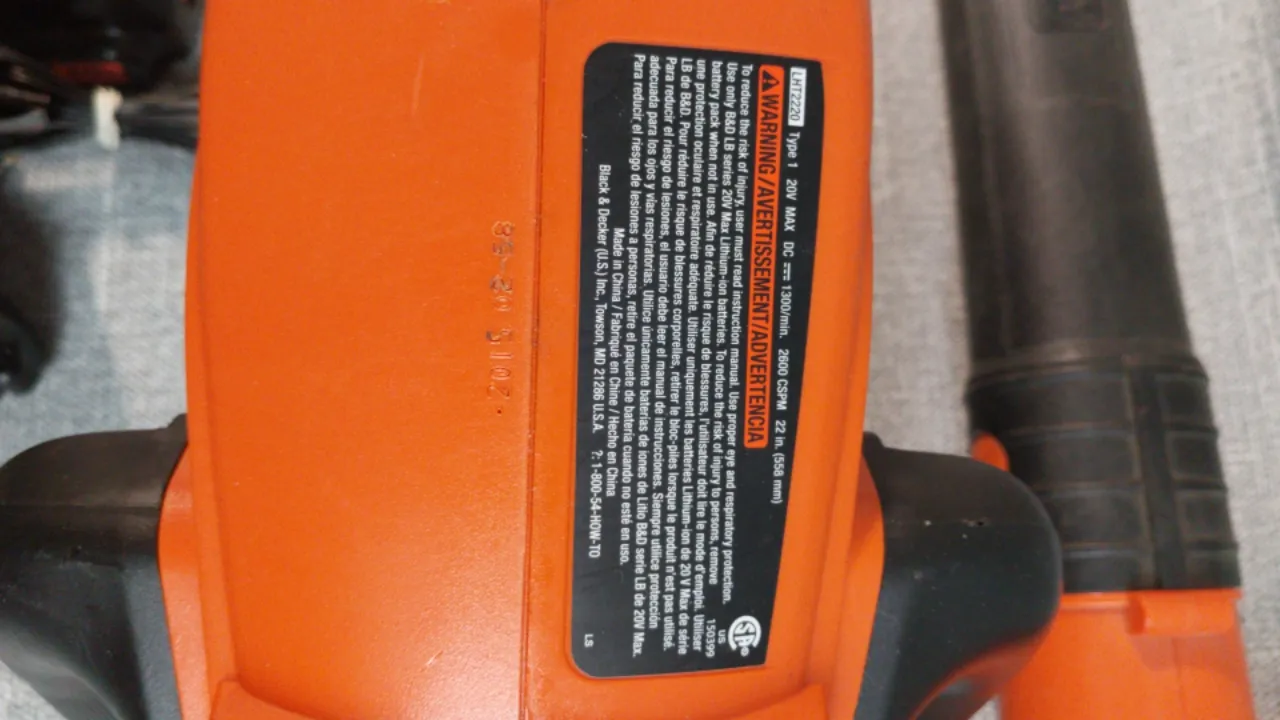 LHT2220 Type 1 20V MAX DC 1300/min. 2600 CSPM 22 in. (558 mm)
WARNING/AVERTISSEMENT/ADVERTENCIA
To reduce the risk of injury, user must read instruction manual. Use proper eye and respiratory protection.
Use only B&D LB series 20V Max Lithium-ion batteries. To reduce the risk of injury to persons, remove
battery pack when not in use. Afin de réduire le risque de blessures, l'utilisateur doit lire le mode d'emploi. Utiliser
une protection oculaire et respiratoire adéquate. Utiliser uniquement les batteries Lithium-ion de 20 V Max de série
LB de B&D. Pour réduire le risque de blessures corporelles, retirer le bloc-piles lorsque le produit n'est pas utilisé.
Para reducir el riesgo de lesiones, el usuario debe leer el manual de instrucciones. Siempre utilice protección
adecuada para los ojos y vías respiratorias. Utilice únicamente baterías de iones de Litio B&D serie LB de 20V Max.
Para reducir el riesgo de lesiones a personas, retire el paquete de batería cuando no esté en uso.
Made in China / Fabriqué en Chine / Hecho en China
Black & Decker (U.S.) Inc., Towson, MD 21286 U.S.A. ?: 1-800-54-HOW-TO
LS
SA
US
150399